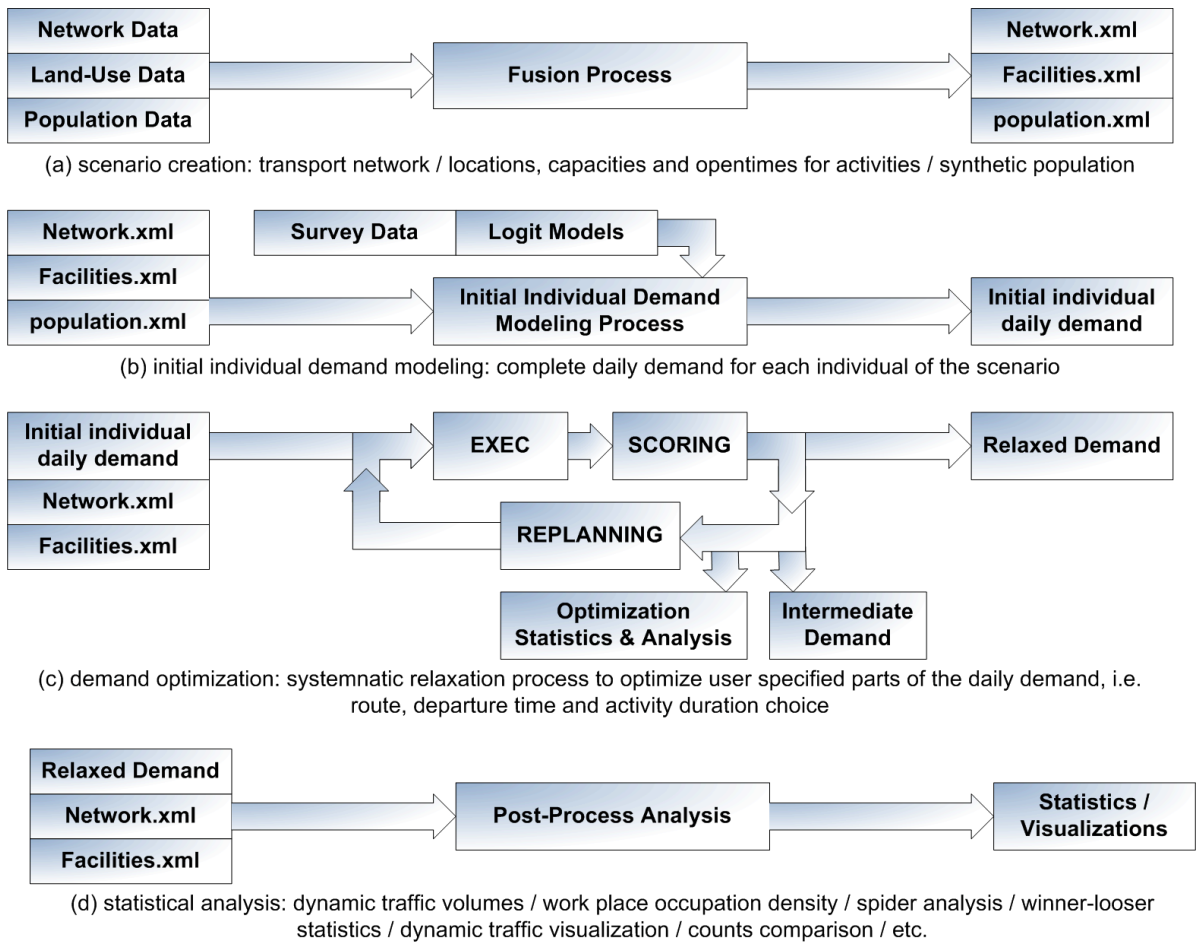 Network Data
Land-Use Data
Population Data
Fusion Process
Network.xml
Facilities.xml
population.xml
(a) scenario creation: transport network / locations, capacities and opentimes for activities / synthetic population
Network.xml
Facilities.xml
population.xml
Survey Data
Logit Models
Initial Individual Demand
Modeling Process
Initial individual
daily demand
(b) initial individual demand modeling: complete daily demand for each individual of the scenario
Initial individual
daily demand
Network.xml
Facilities.xml
EXEC
SCORING
Relaxed Demand
REPLANNING
Optimization
Statistics & Analysis
Intermediate
Demand
(c) demand optimization: systemnatic relaxation process to optimize user specified parts of the daily demand, i.e.
route, departure time and activity duration choice
Relaxed Demand
Network.xml
Facilities.xml
Post-Process Analysis
Statistics /
Visualizations
(d) statistical analysis: dynamic traffic volumes / work place occupation density / spider analysis / winner-looser
statistics / dynamic traffic visualization / counts comparison / etc.